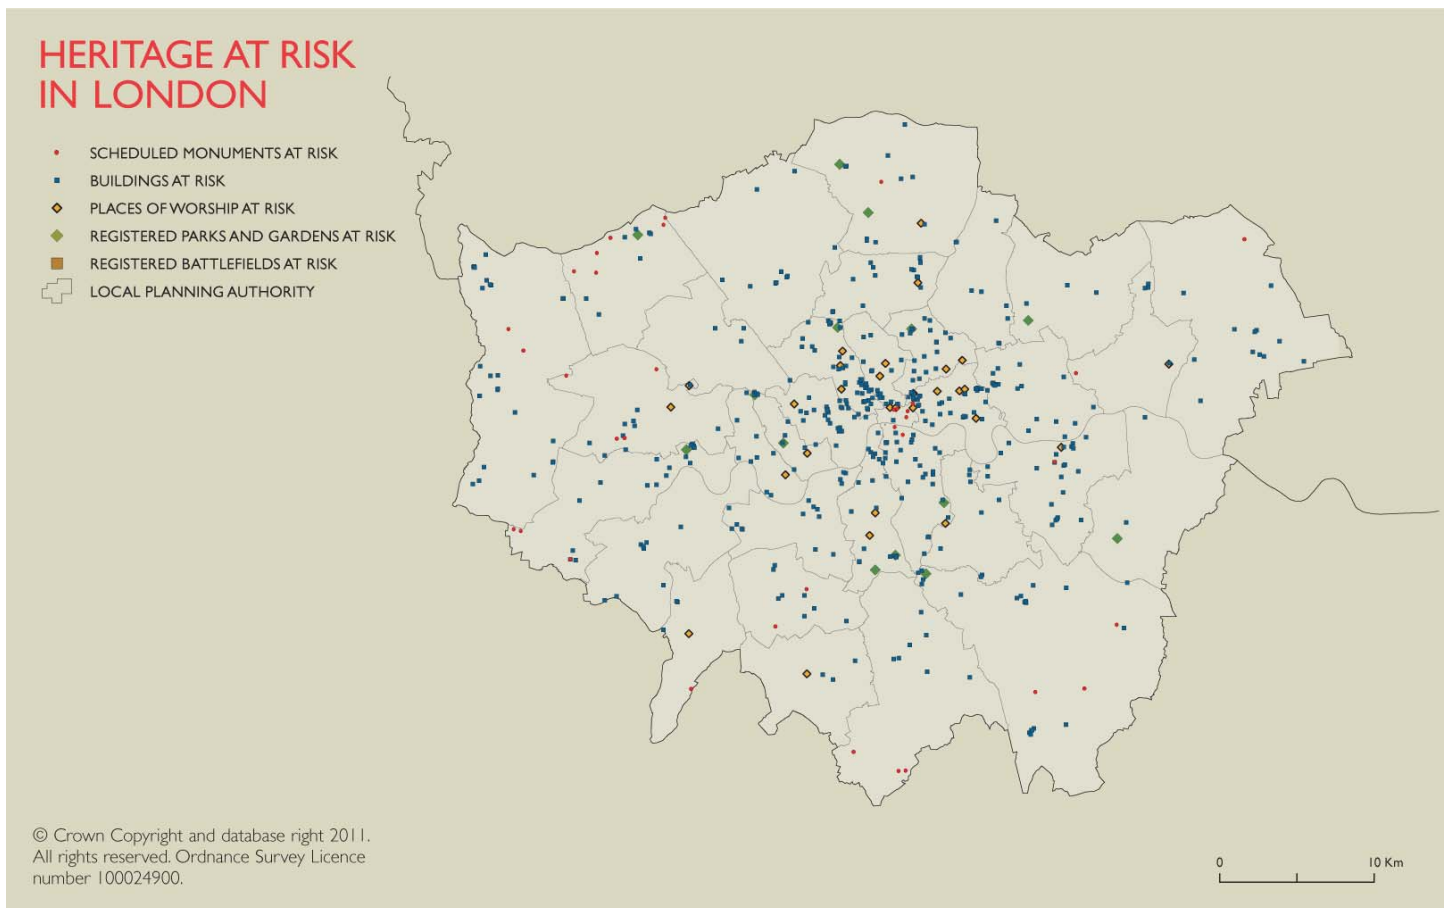 HERITAGE AT RISK
IN LONDON
SCHEDULED MONUMENTS AT RISK
BUILDINGS AT RISK
PLACES OF WORSHIP AT RISK
REGISTERED PARKS AND GARDENS AT RISK
REGISTERED BATTLEFIELDS AT RISK
LOCAL PLANNING AUTHORITY
© Crown Copyright and database right 2011.
All rights reserved. Ordnance Survey Licence
number 100024900.
0 10 Km